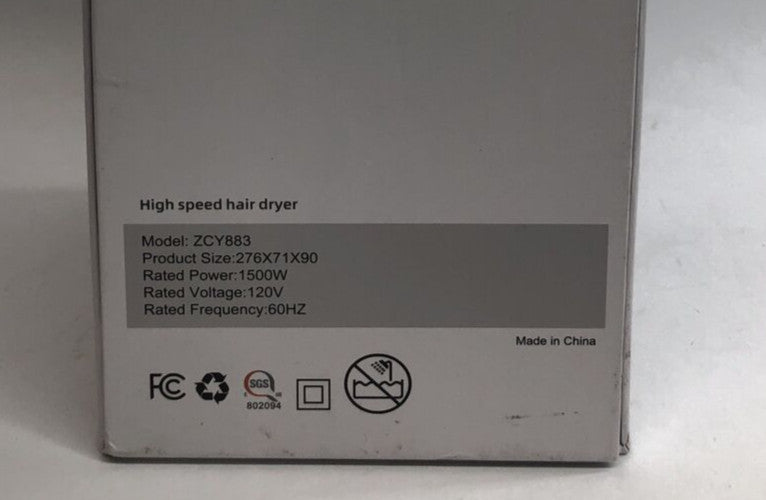 High speed hair dryer
Model: ZCY883
Product Size:276X71X90
Rated Power:1500W
Rated Voltage:120V
Rated Frequency:60HZ
Made in China
FC
SGS
802094